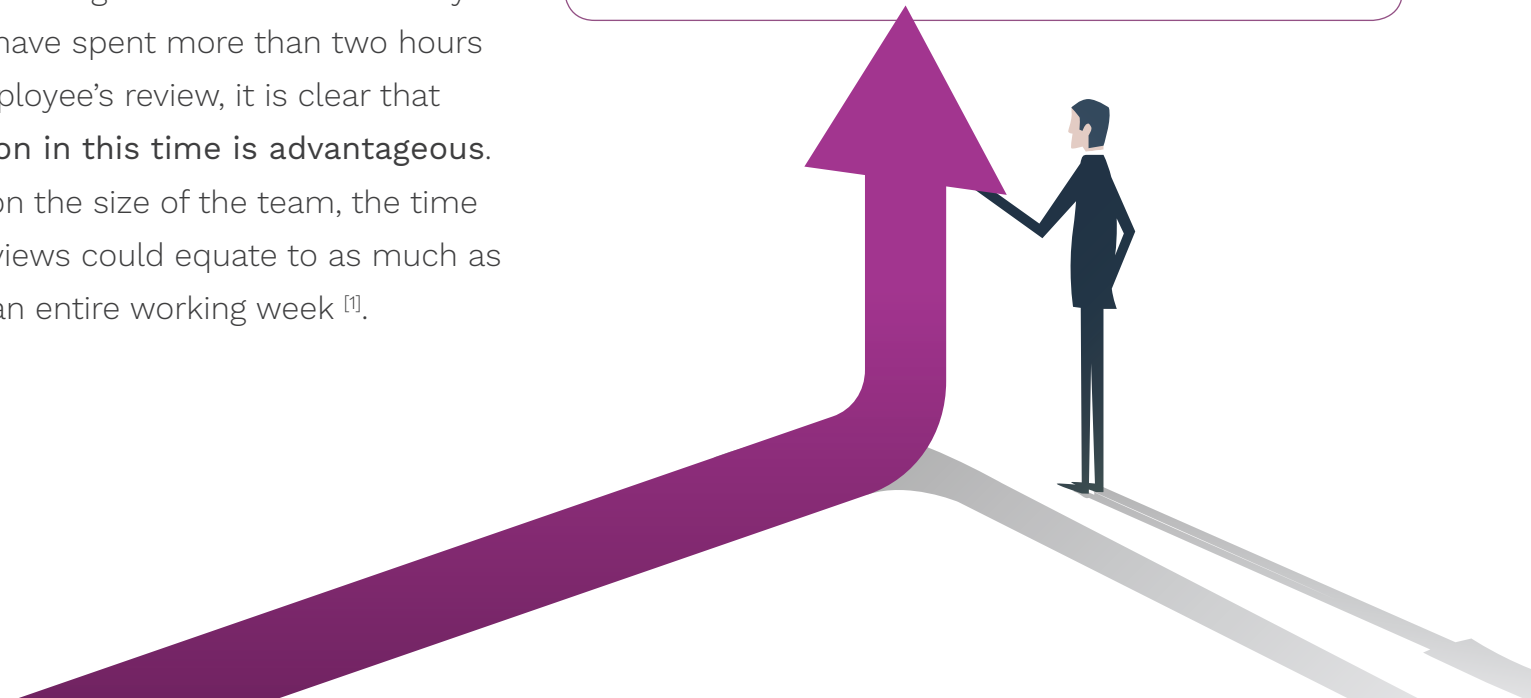 have spent more than two hours
ployee’s review, it is clear that
on in this time is advantageous.
on the size of the team, the time
views could equate to as much as
an entire working week [1].